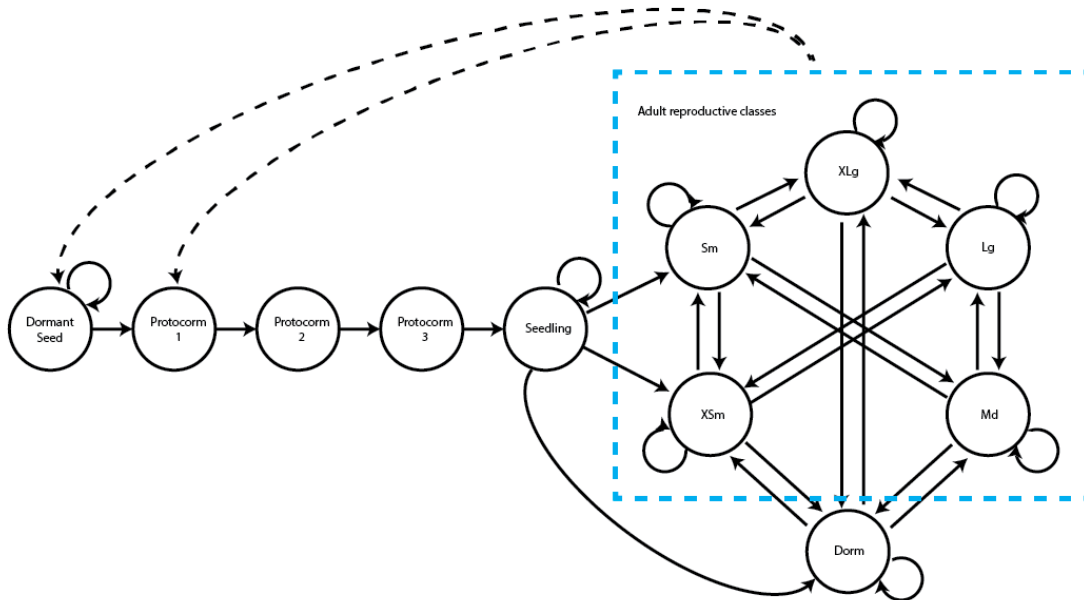 Adult reproductive classes
XLg
Sm
Lg
Dormant
Seed
Protocorm
1
Protocorm
2
Protocorm
3
Seedling
XSm
Md
Dorm